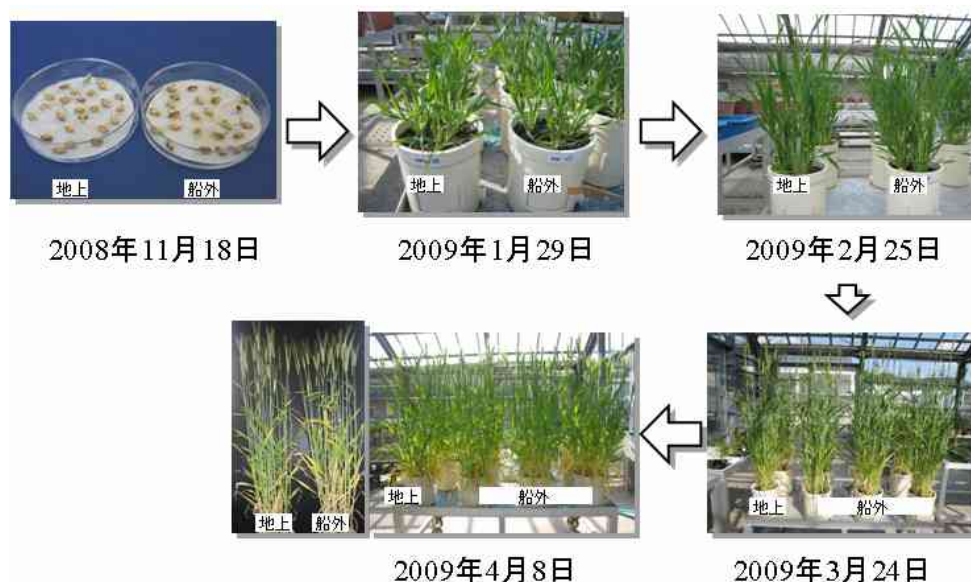 地上
船外
2008年11月18日
地上
船外
2009年1月29日
地上
船外
2009年2月25日
地上
船外
2009年3月24日
地上
船外
2009年4月8日
地上
船外